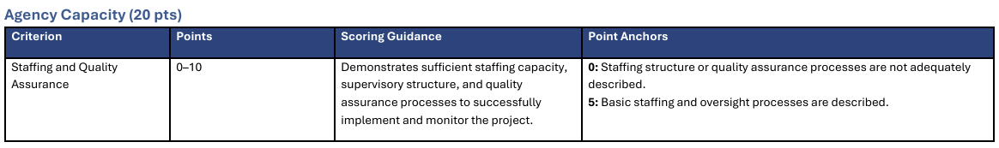 Agency Capacity (20 pts)
Criterion
Points
Scoring Guidance
Point Anchors
Staffing and Quality
Assurance
0–10
Demonstrates sufficient staffing capacity,
supervisory structure, and quality
assurance processes to successfully
implement and monitor the project.
0: Staffing structure or quality assurance processes are not adequately
described.
5: Basic staffing and oversight processes are described.